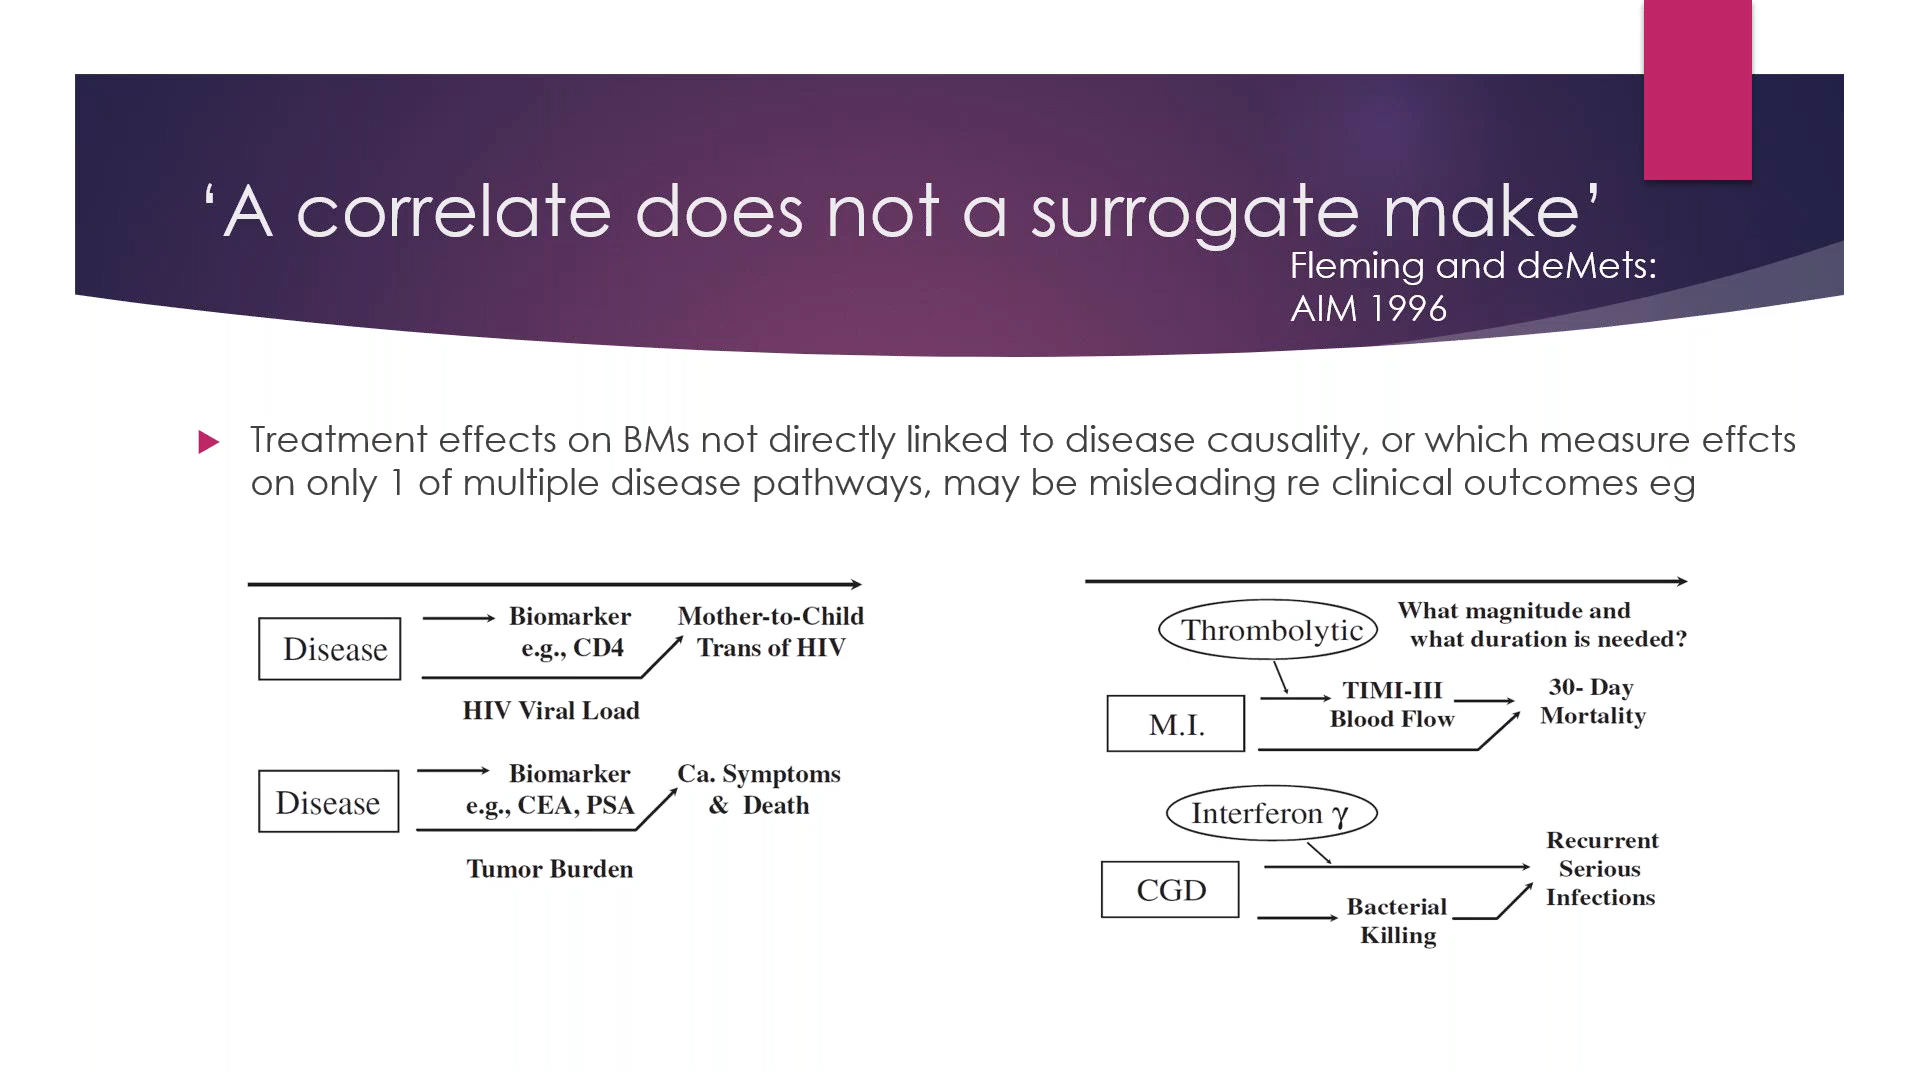 ‘A correlate does not a surrogate make’
Fleming and deMets:
AIM 1996
Treatment effects on BMs not directly linked to disease causality, or which measure effcts
on only 1 of multiple disease pathways, may be misleading re clinical outcomes eg
Disease
Biomarker
e.g., CD4
Mother-to-Child
Trans of HIV
HIV Viral Load
Disease
Biomarker
e.g., CEA, PSA
Ca. Symptoms
& Death
Tumor Burden
Thrombolytic
What magnitude and
what duration is needed?
M.I.
TIMI-III
Blood Flow
30- Day
Mortality
Interferon γ
CGD
Bacterial
Killing
Recurrent
Serious
Infections